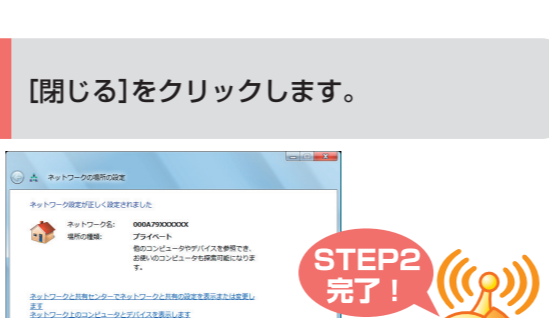 [閉じる]をクリックします。
ネットワークの場所の設定
ネットワーク設定が正しく設定されました
ネットワーク名: 000A79XXXXXX
場所の種類: プライベート
他のコンピュータやデバイスを参照でき、
お使いのコンピュータも探索可能になりま
す。
ネットワークと共有センターでネットワークと共有の設定を表示または変更し
ます
ネットワーク上のコンピュータとデバイスを表示します
STEP2
完了！